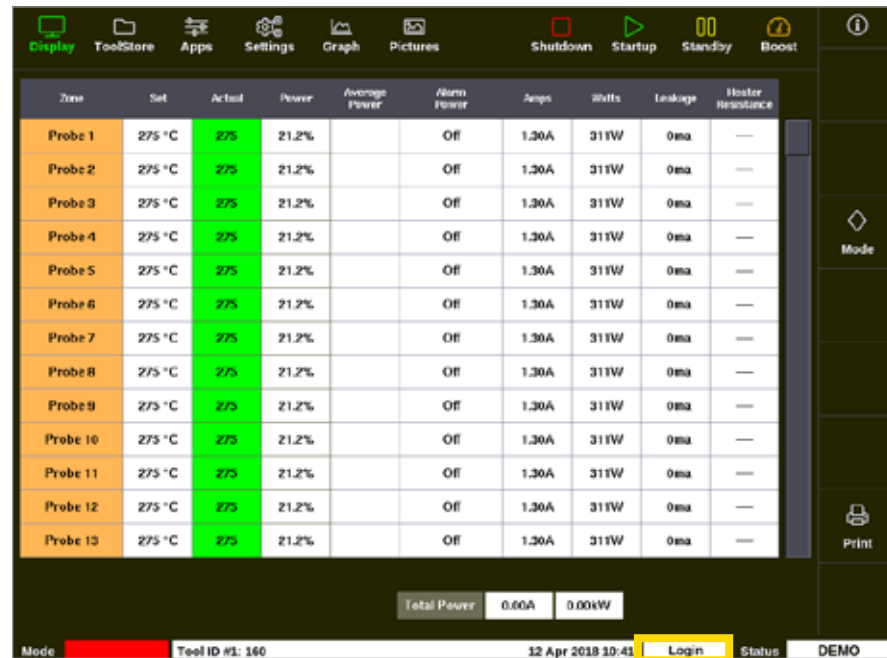 Display ToolStore Apps Settings Graph Pictures Shutdown Startup Standby Boost
Zone Set Actual Power Average Power Alarm Power Amps Watts Leakage Heater Resistance
Probe 1 275 °C 275 21.2% Off 1.30A 311W 0ma —
Probe 2 275 °C 275 21.2% Off 1.30A 311W 0ma —
Probe 3 275 °C 275 21.2% Off 1.30A 311W 0ma —
Probe 4 275 °C 275 21.2% Off 1.30A 311W 0ma —
Mode
Probe 5 275 °C 275 21.2% Off 1.30A 311W 0ma —
Probe 6 275 °C 275 21.2% Off 1.30A 311W 0ma —
Probe 7 275 °C 275 21.2% Off 1.30A 311W 0ma —
Probe 8 275 °C 275 21.2% Off 1.30A 311W 0ma —
Probe 9 275 °C 275 21.2% Off 1.30A 311W 0ma —
Probe 10 275 °C 275 21.2% Off 1.30A 311W 0ma —
Probe 11 275 °C 275 21.2% Off 1.30A 311W 0ma —
Probe 12 275 °C 275 21.2% Off 1.30A 311W 0ma —
Probe 13 275 °C 275 21.2% Off 1.30A 311W 0ma —
Print
Total Power 0.00A 0.00kW
Mode Tool ID #1: 160 12 Apr 2018 10:41 Login Status DEMO